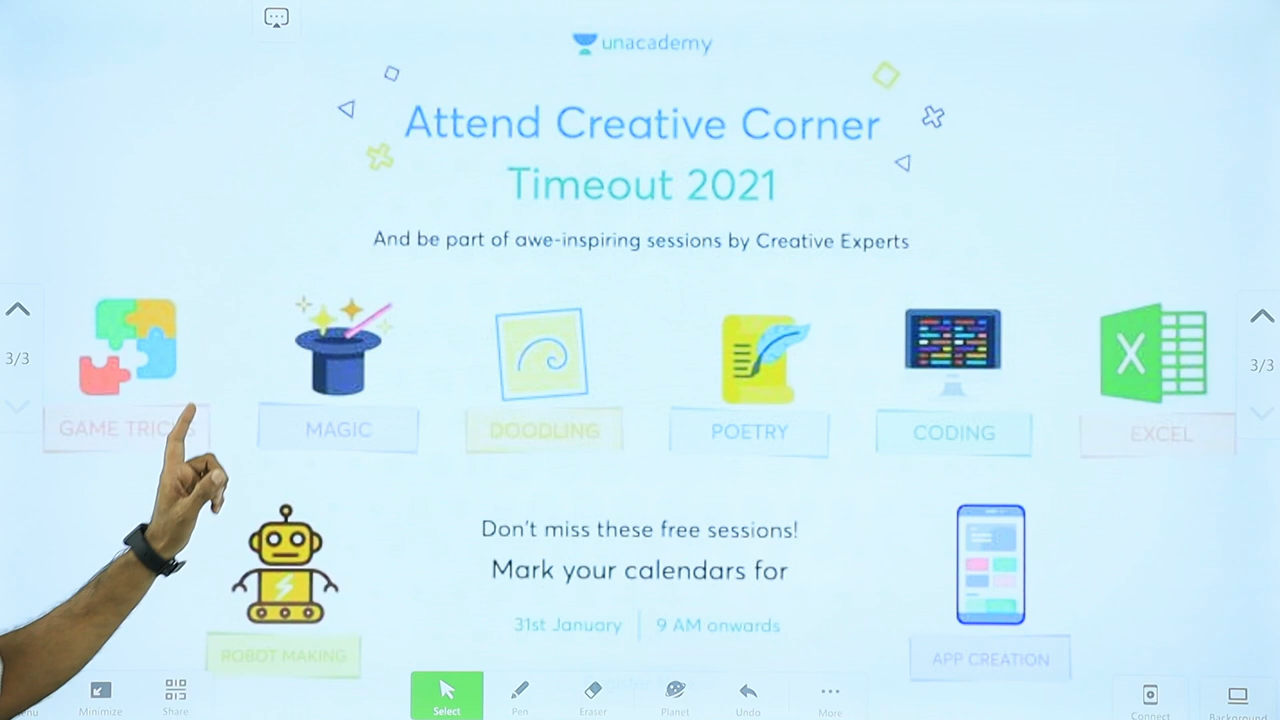 unacademy
Attend Creative Corner
Timeout 2021
And be part of awe-inspiring sessions by Creative Experts
3/3
3/3
GAME TRICKS
MAGIC
DOODLING
POETRY
CODING
EXCEL
Don't miss these free sessions!
Mark your calendars for
31st January | 9 AM onwards
ROBOT MAKING
APP CREATION
Minimize
Share
Select
Pen
Eraser
Planet
Undo
More
Connect
Background